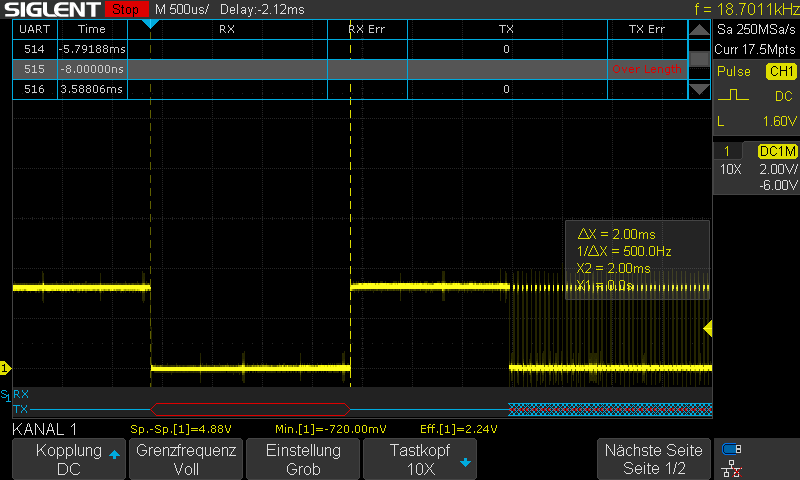 SIGLENT Stop M 500us/ Delay:-2.12ms f = 18.7011kHz
UART Time RX RX Err TX TX Err
514 -5.79188ms 0
515 -8.00000ns Over Length
516 3.58806ms 0
Sa 250MSa/s
Curr 17.5Mpts
Pulse CH1
DC
L 1.60V
1 DC1M
10X 2.00V/
-6.00V
ΔX = 2.00ms
1/ΔX = 500.0Hz
X2 = 2.00ms
X1 = 0.0s
1
S1 RX
TX
KANAL 1 Sp.-Sp.[1]=4.88V Min.[1]=-720.00mV Eff.[1]=2.24V
Kopplung
DC
Grenzfrequenz
Voll
Einstellung
Grob
Tastkopf
10X
Nächste Seite
Seite 1/2